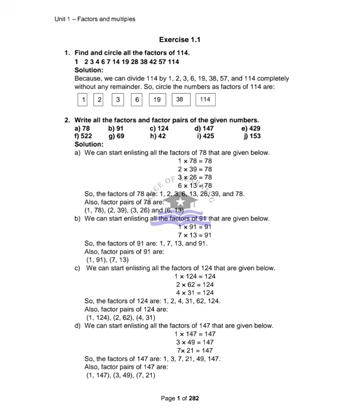 Unit 1 – Factors and multiples
Exercise 1.1
1. Find and circle all the factors of 114.
1 2 3 4 6 7 14 19 28 38 42 57 114
Solution:
Because, we can divide 114 by 1, 2, 3, 6, 19, 38, 57, and 114 completely
without any remainder. So, circle the numbers as factors of 114 are:
1 2 3 6 19 38 114
2. Write all the factors and factor pairs of the given numbers.
a) 78 b) 91 c) 124 d) 147 e) 429
f) 522 g) 69 h) 42 i) 425 j) 153
Solution:
a) We can start enlisting all the factors of 78 that are given below.
1 × 78 = 78
2 × 39 = 78
3 × 26 = 78
6 × 13 = 78
So, the factors of 78 are: 1, 2, 3, 6, 13, 26, 39, and 78.
Also, factor pairs of 78 are:
(1, 78), (2, 39), (3, 26) and (6, 13)
b) We can start enlisting all the factors of 91 that are given below.
1 × 91 = 91
7 × 13 = 91
So, the factors of 91 are: 1, 7, 13, and 91.
Also, factor pairs of 91 are:
(1, 91), (7, 13)
c) We can start enlisting all the factors of 124 that are given below.
1 × 124 = 124
2 × 62 = 124
4 × 31 = 124
So, the factors of 124 are: 1, 2, 4, 31, 62, 124.
Also, factor pairs of 124 are:
(1, 124), (2, 62), (4, 31)
d) We can start enlisting all the factors of 147 that are given below.
1 × 147 = 147
3 × 49 = 147
7× 21 = 147
So, the factors of 147 are: 1, 3, 7, 21, 49, 147.
Also, factor pairs of 147 are:
(1, 147), (3, 49), (7, 21)
Page 1 of 282